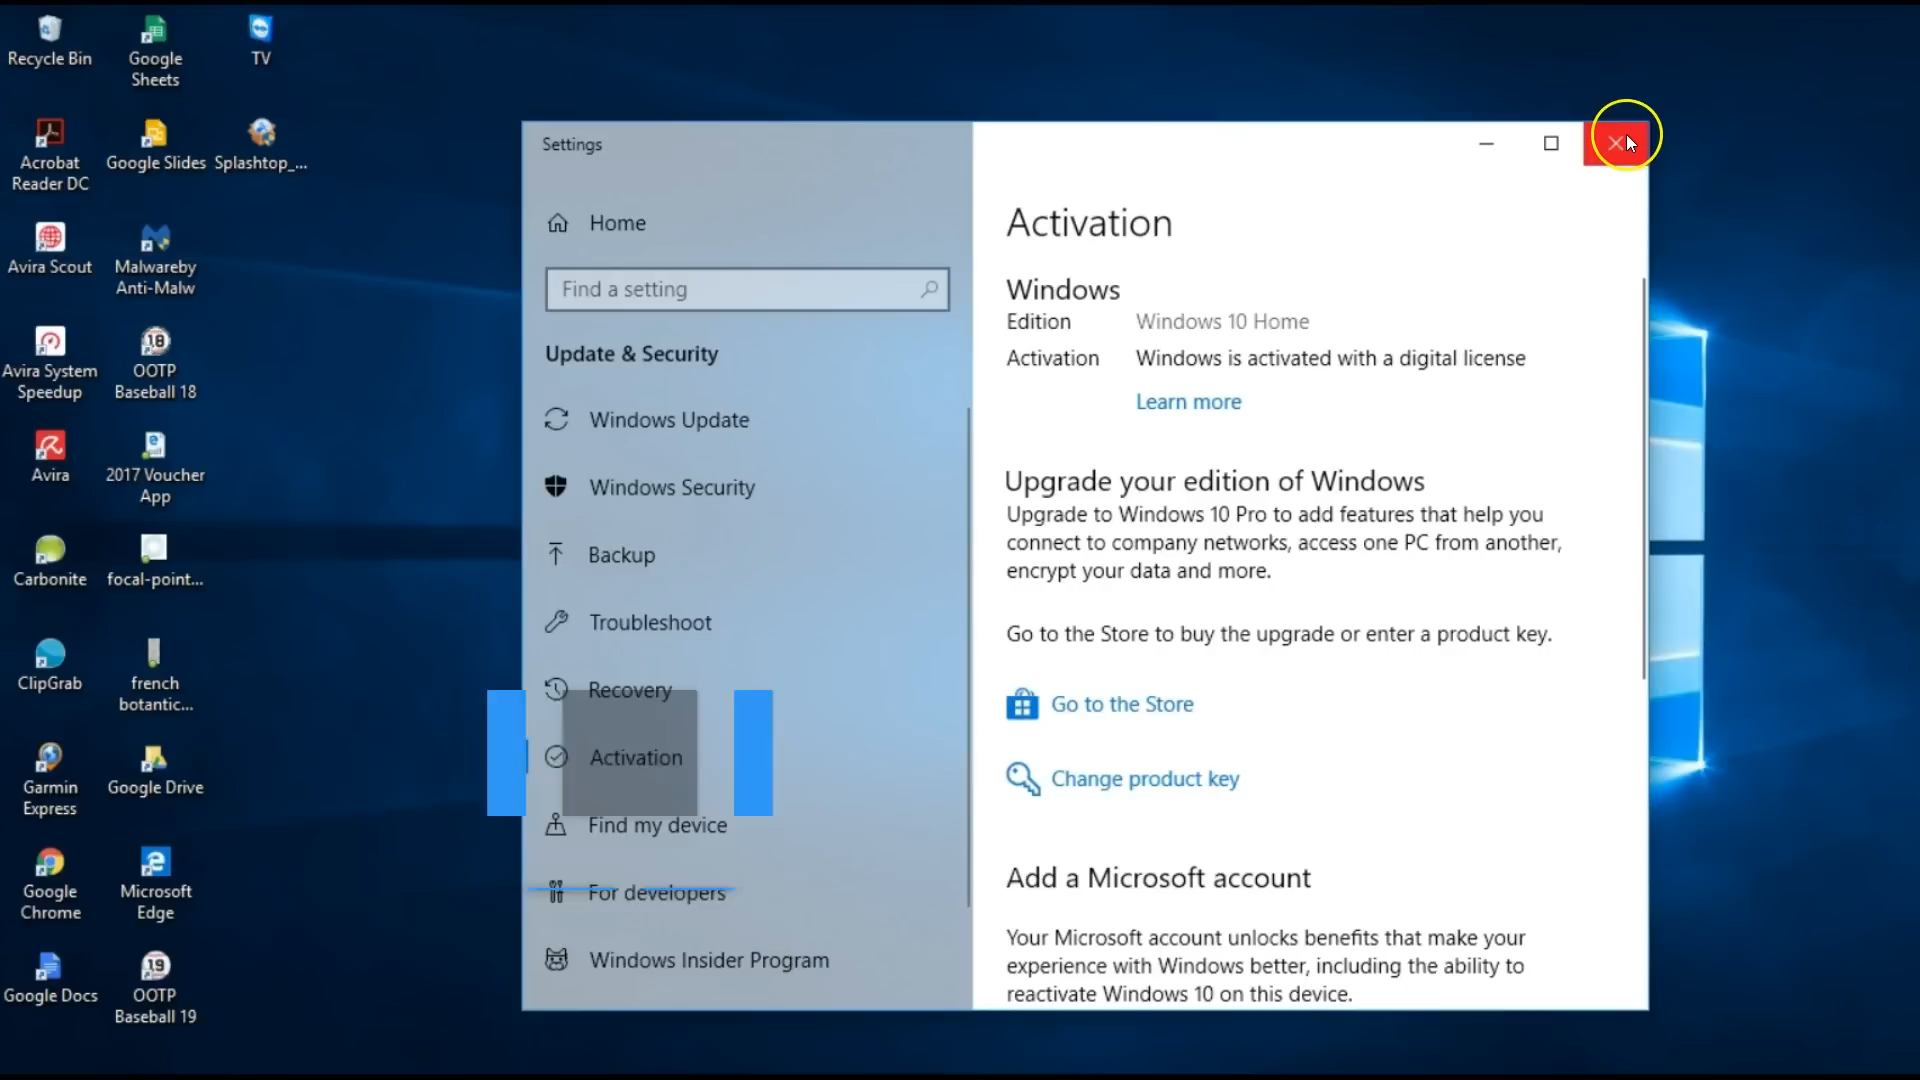 Recycle Bin
Google
Sheets
TV
Acrobat
Reader DC
Google Slides
Splashtop_...
Avira Scout
Malwareby
Anti-Malw
Avira System
Speedup
18
OOTP
Baseball 18
Avira
2017 Voucher
App
Carbonite
focal-point...
ClipGrab
french
botantic...
Garmin
Express
Google Drive
Google
Chrome
Microsoft
Edge
Google Docs
19
OOTP
Baseball 19
Settings
Home
Find a setting
Update & Security
Windows Update
Windows Security
Backup
Troubleshoot
Recovery
Activation
Find my device
For developers
Windows Insider Program
Activation
Windows
Edition Windows 10 Home
Activation Windows is activated with a digital license
Learn more
Upgrade your edition of Windows
Upgrade to Windows 10 Pro to add features that help you
connect to company networks, access one PC from another,
encrypt your data and more.
Go to the Store to buy the upgrade or enter a product key.
Go to the Store
Change product key
Add a Microsoft account
Your Microsoft account unlocks benefits that make your
experience with Windows better, including the ability to
reactivate Windows 10 on this device.